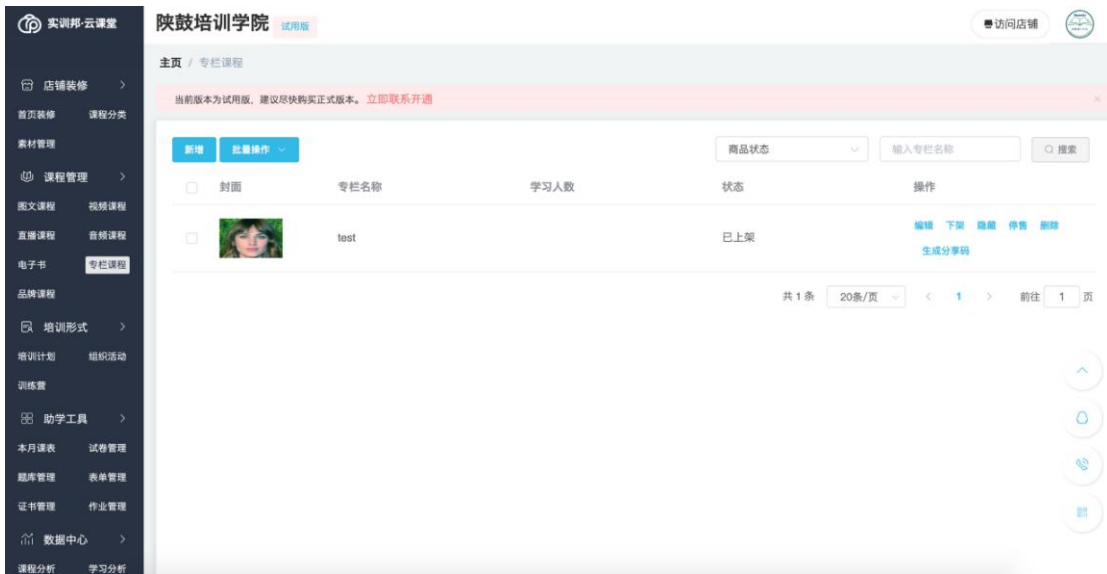 实训邦·云课堂
陕鼓培训学院 试用版
访问店铺
主页 / 专栏课程
当前版本为试用版，建议尽快购买正式版本。立即联系开通
店铺装修
首页装修 课程分类
素材管理
课程管理
图文课程 视频课程
直播课程 音频课程
电子书 专栏课程
品牌课程
培训形式
培训计划 组织活动
训练营
助学工具
本月课表 试卷管理
题库管理 表单管理
证书管理 作业管理
数据中心
课程分析 学习分析
新增 批量操作 商品状态 输入专栏名称 搜索
封面 专栏名称 学习人数 状态 操作
test 已上架 编辑 下架 隐藏 停售 删除
生成分享码
共 1 条 20条/页 < 1 > 前往 1 页